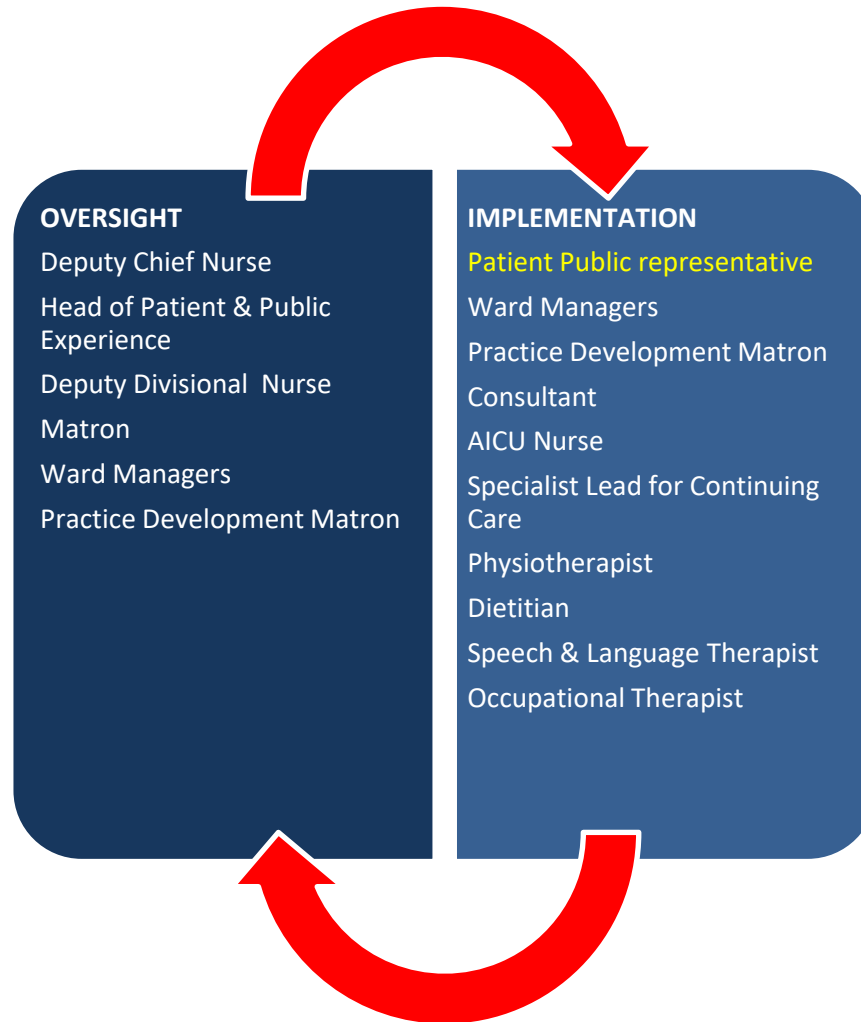 OVERSIGHT
Deputy Chief Nurse
Head of Patient & Public
Experience
Deputy Divisional  Nurse
Matron
Ward Managers
Practice Development Matron
IMPLEMENTATION
Patient Public representative
Ward Managers
Practice Development Matron
Consultant
AICU Nurse
Specialist Lead for Continuing
Care
Physiotherapist
Dietitian
Speech & Language Therapist
Occupational Therapist